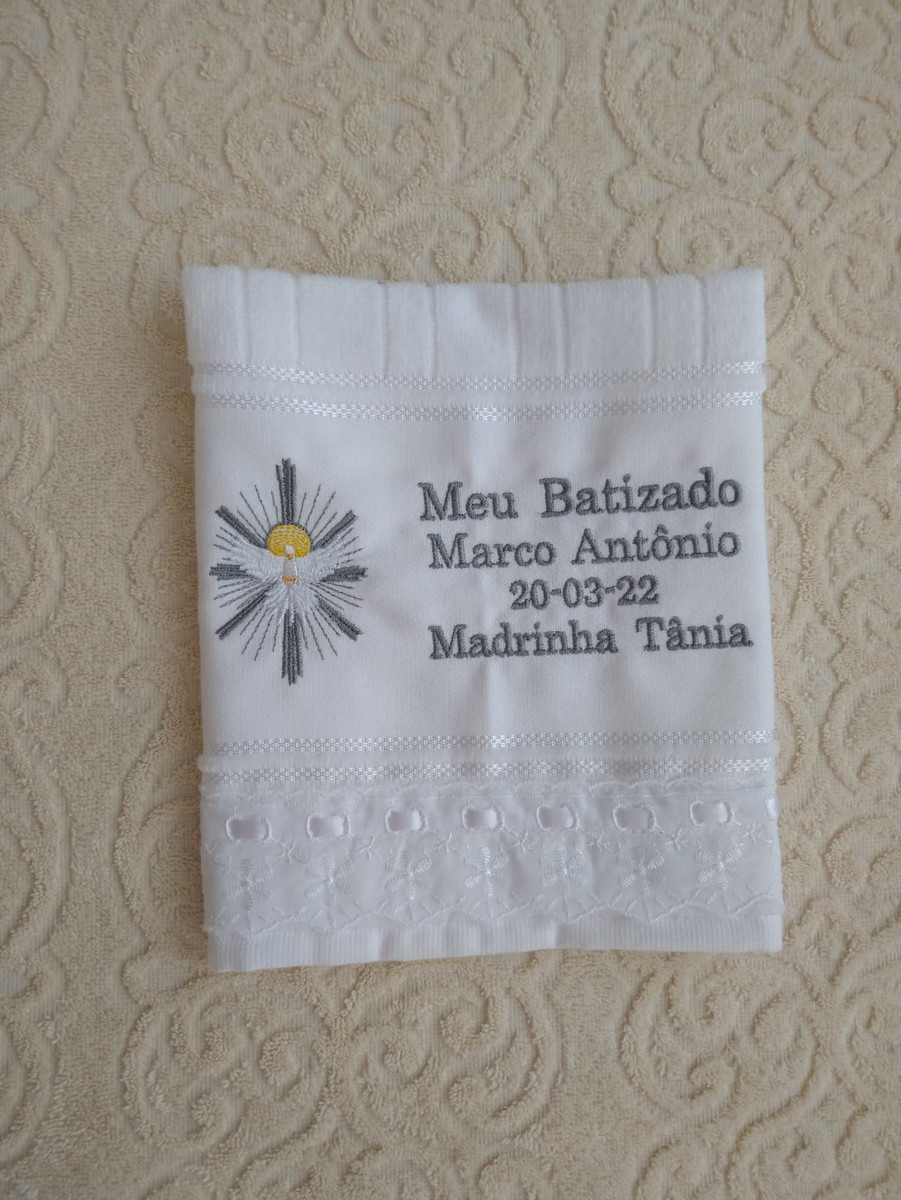 Meu Batizado
Marco Antônio
20-03-22
Madrinha Tânia